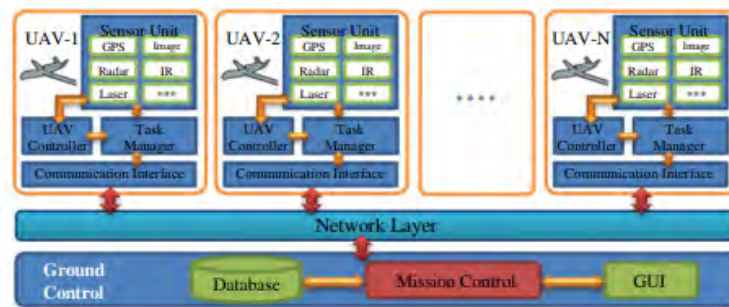 UAV-1
Sensor Unit
GPS
Image
Radar
IR
Laser
***
UAV Controller
Task Manager
Communication Interface
UAV-2
Sensor Unit
GPS
Image
Radar
IR
Laser
***
UAV Controller
Task Manager
Communication Interface
****
UAV-N
Sensor Unit
GPS
Image
Radar
IR
Laser
***
UAV Controller
Task Manager
Communication Interface
Network Layer
Ground
Control
Database
Mission Control
GUI